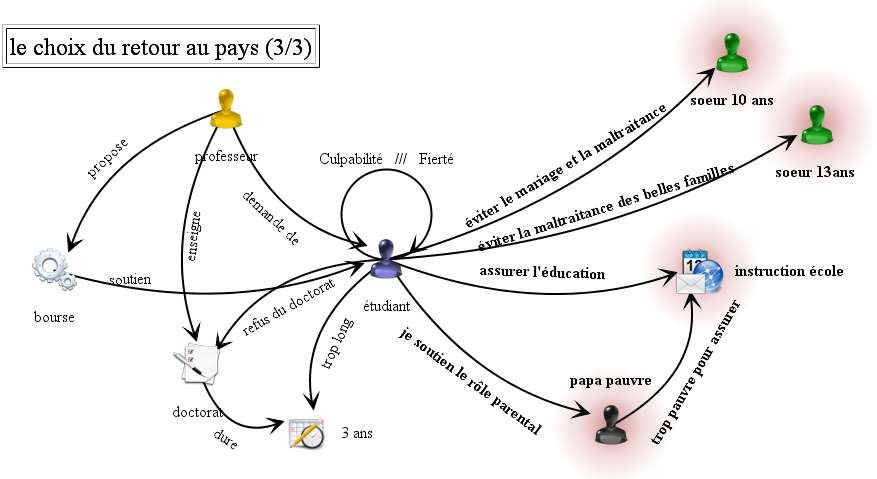 le choix du retour au pays (3/3)
soeur 10 ans
propose
professeur
Culpabilité /// Fierté
éviter le mariage et la maltraitance
soeur 13ans
demande de
enseigne
éviter la maltraitance des belles familles
soutien
assurer l'éducation
12
instruction école
bourse
refus du doctorat
étudiant
trop long
je soutien le rôle parental
papa pauvre
trop pauvre pour assurer
doctorat
dure
3 ans